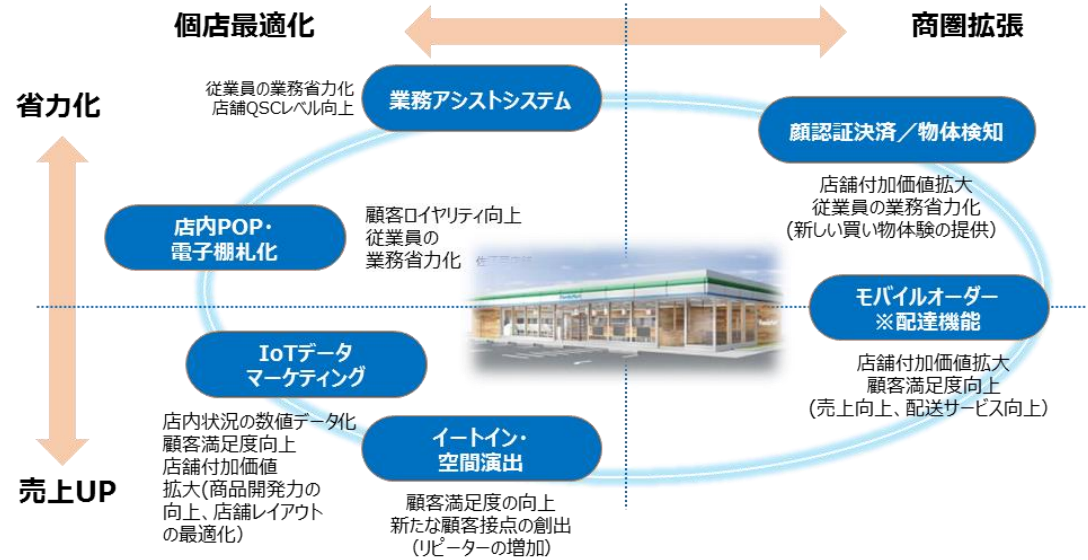 個店最適化
商圏拡張
省力化
売上UP
従業員の業務省力化
店舗QSCレベル向上
業務アシストシステム
顔認証決済／物体検知
店舗付加価値拡大
従業員の業務省力化
(新しい買い物体験の提供)
店内POP・
電子棚札化
顧客ロイヤリティ向上
従業員の
業務省力化
FamilyMart
モバイルオーダー
※配達機能
店舗付加価値拡大
顧客満足度向上
(売上向上、配送サービス向上)
IoTデータ
マーケティング
店内状況の数値データ化
顧客満足度向上
店舗付加価値
拡大(商品開発力の
向上、店舗レイアウト
の最適化)
イートイン・
空間演出
顧客満足度の向上
新たな顧客接点の創出
(リピーターの増加)